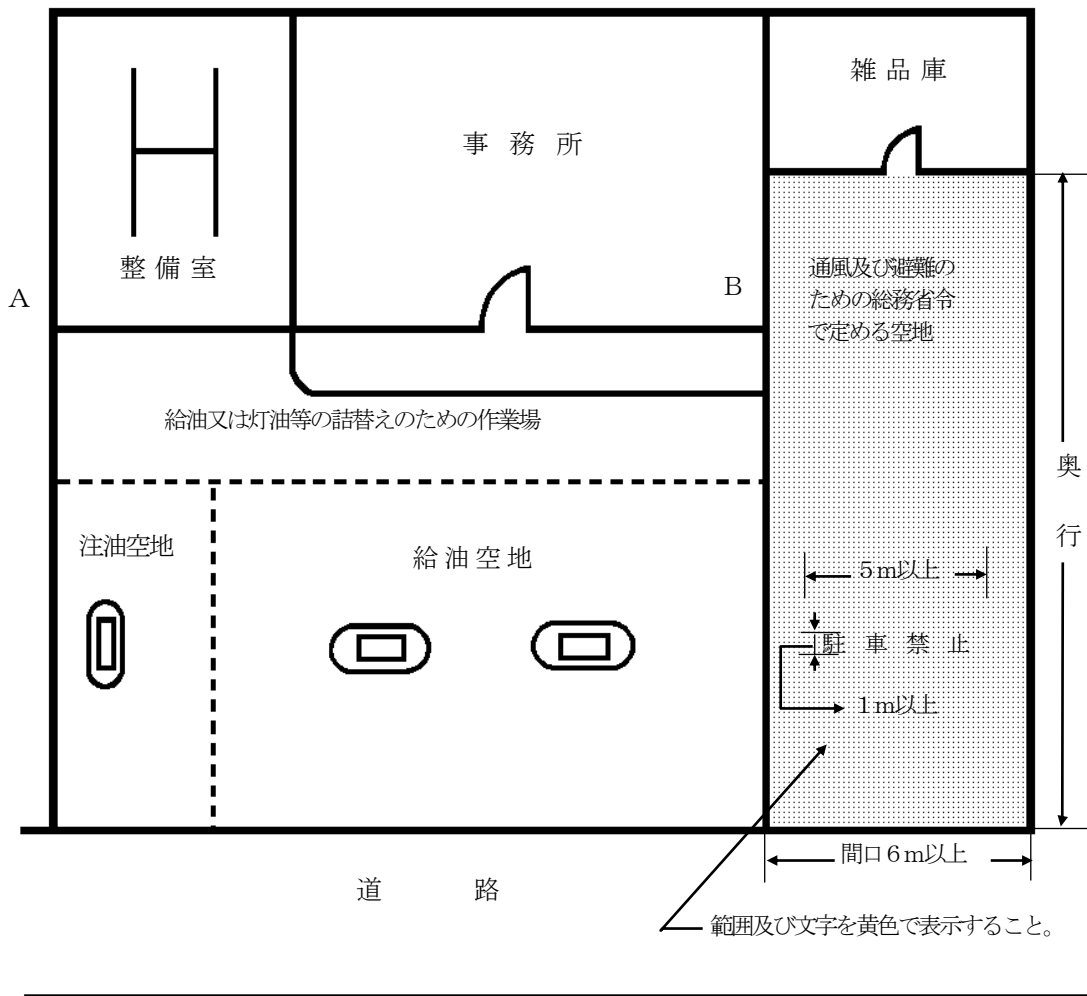 雑品庫
事務所
整備室
A
B
通風及び避難の
ための総務省令
で定める空地
給油又は灯油等の詰替えのための作業場
奥
行
注油空地
給油空地
5m以上
駐車禁止
1m以上
間口6m以上
道路
範囲及び文字を黄色で表示すること。